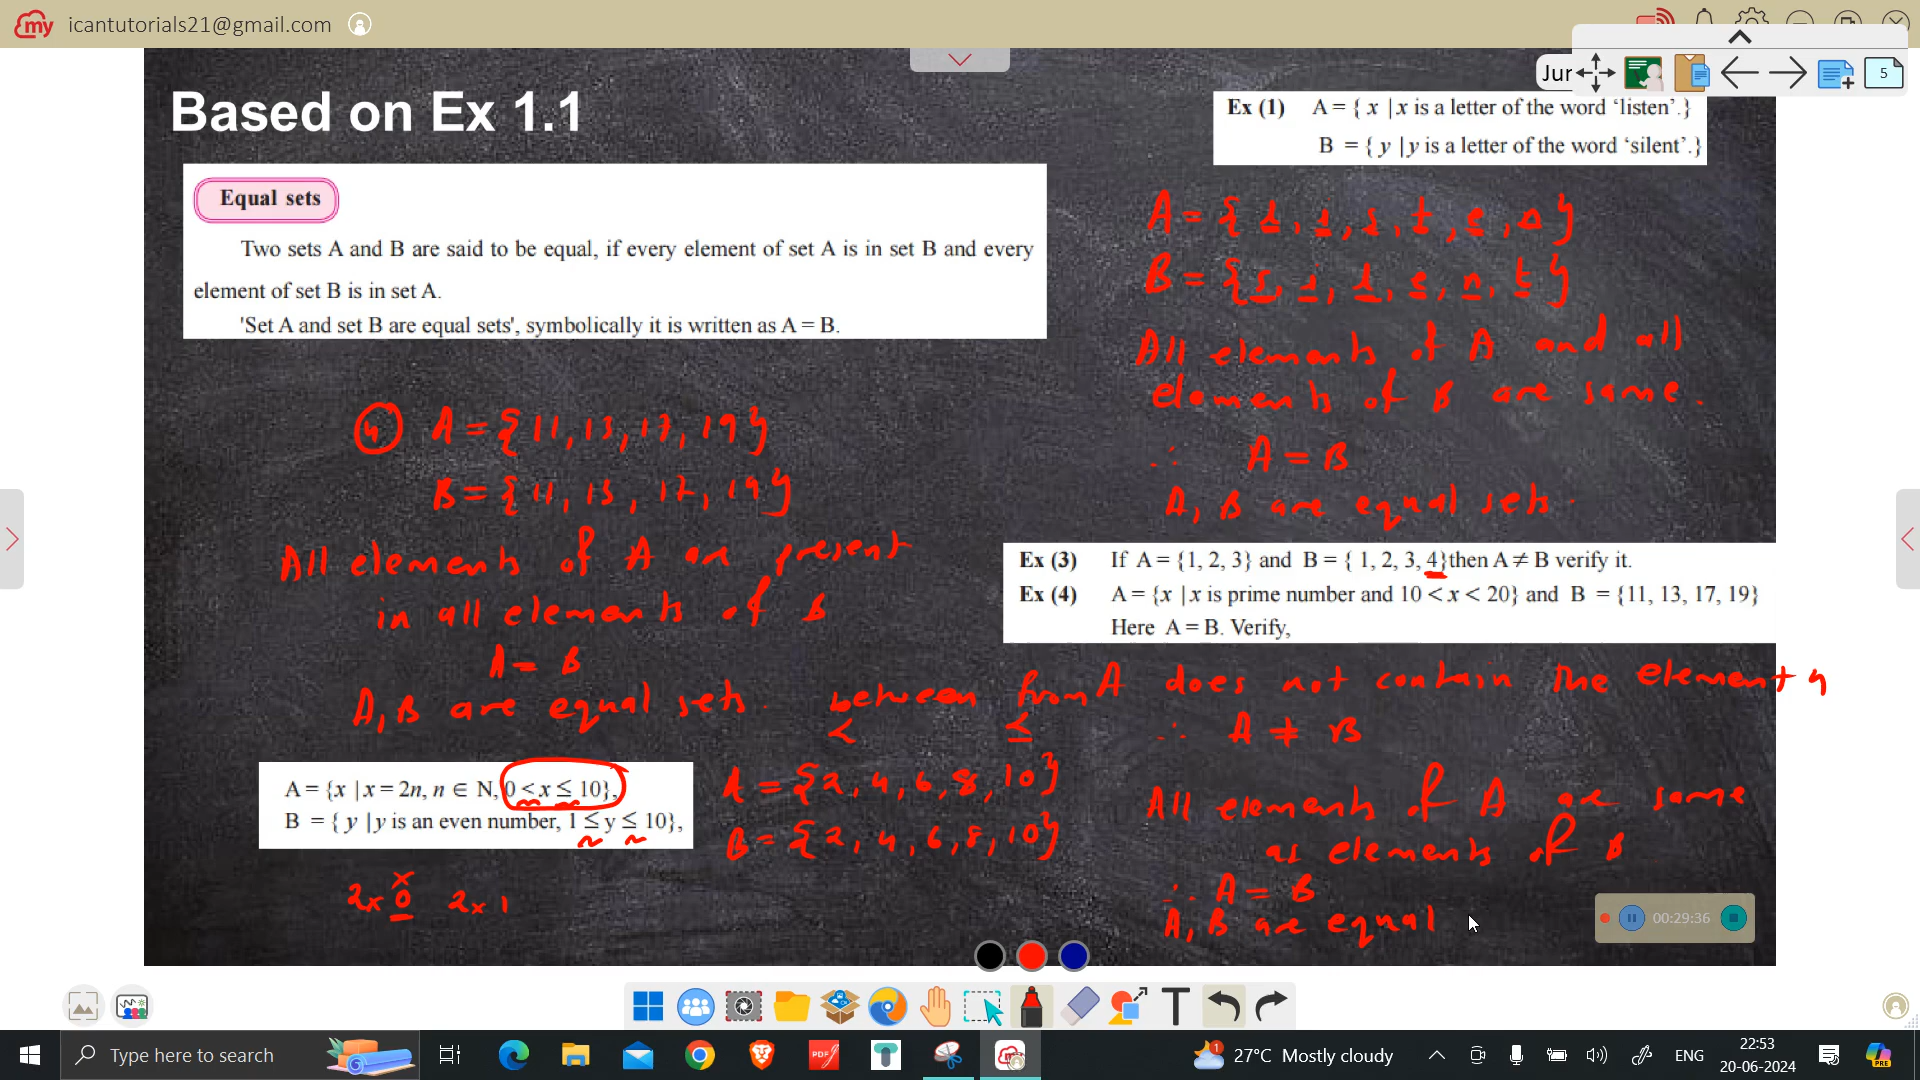 icantutorials21@gmail.com
Jur
5
Based on Ex 1.1
Equal sets
Two sets A and B are said to be equal, if every element of set A is in set B and every
element of set B is in set A.
'Set A and set B are equal sets', symbolically it is written as A = B.
Ex (1) A = { x | x is a letter of the word ‘listen’.}
B = { y | y is a letter of the word ‘silent’.}
A = { l, i, s, t, e, n }
B = { s, i, l, e, n, t }
All elements of A and all
elements of B are same.
∴ A = B
A, B are equal sets.
4 A = { 11, 13, 17, 19 }
B = { 11, 13, 17, 19 }
All elements of A are present
in all elements of B
A = B
A, B are equal sets.
Ex (3) If A = {1, 2, 3} and B = { 1, 2, 3, 4}then A ≠ B verify it.
Ex (4) A = {x | x is prime number and 10 < x < 20} and B = {11, 13, 17, 19}
Here A = B. Verify,
A does not contain the element 4
∴ A ≠ B
between from
< ≤
A = {x | x = 2n, n ∈ N, 0 < x ≤ 10},
B = { y | y is an even number, 1 ≤ y ≤ 10},
A = { 2, 4, 6, 8, 10 }
B = { 2, 4, 6, 8, 10 }
2 x 0 2 x 1
x
All elements of A are same
as elements of B
∴ A = B
A, B are equal
00:29:36
Type here to search
27°C Mostly cloudy
ENG
22:53
20-06-2024